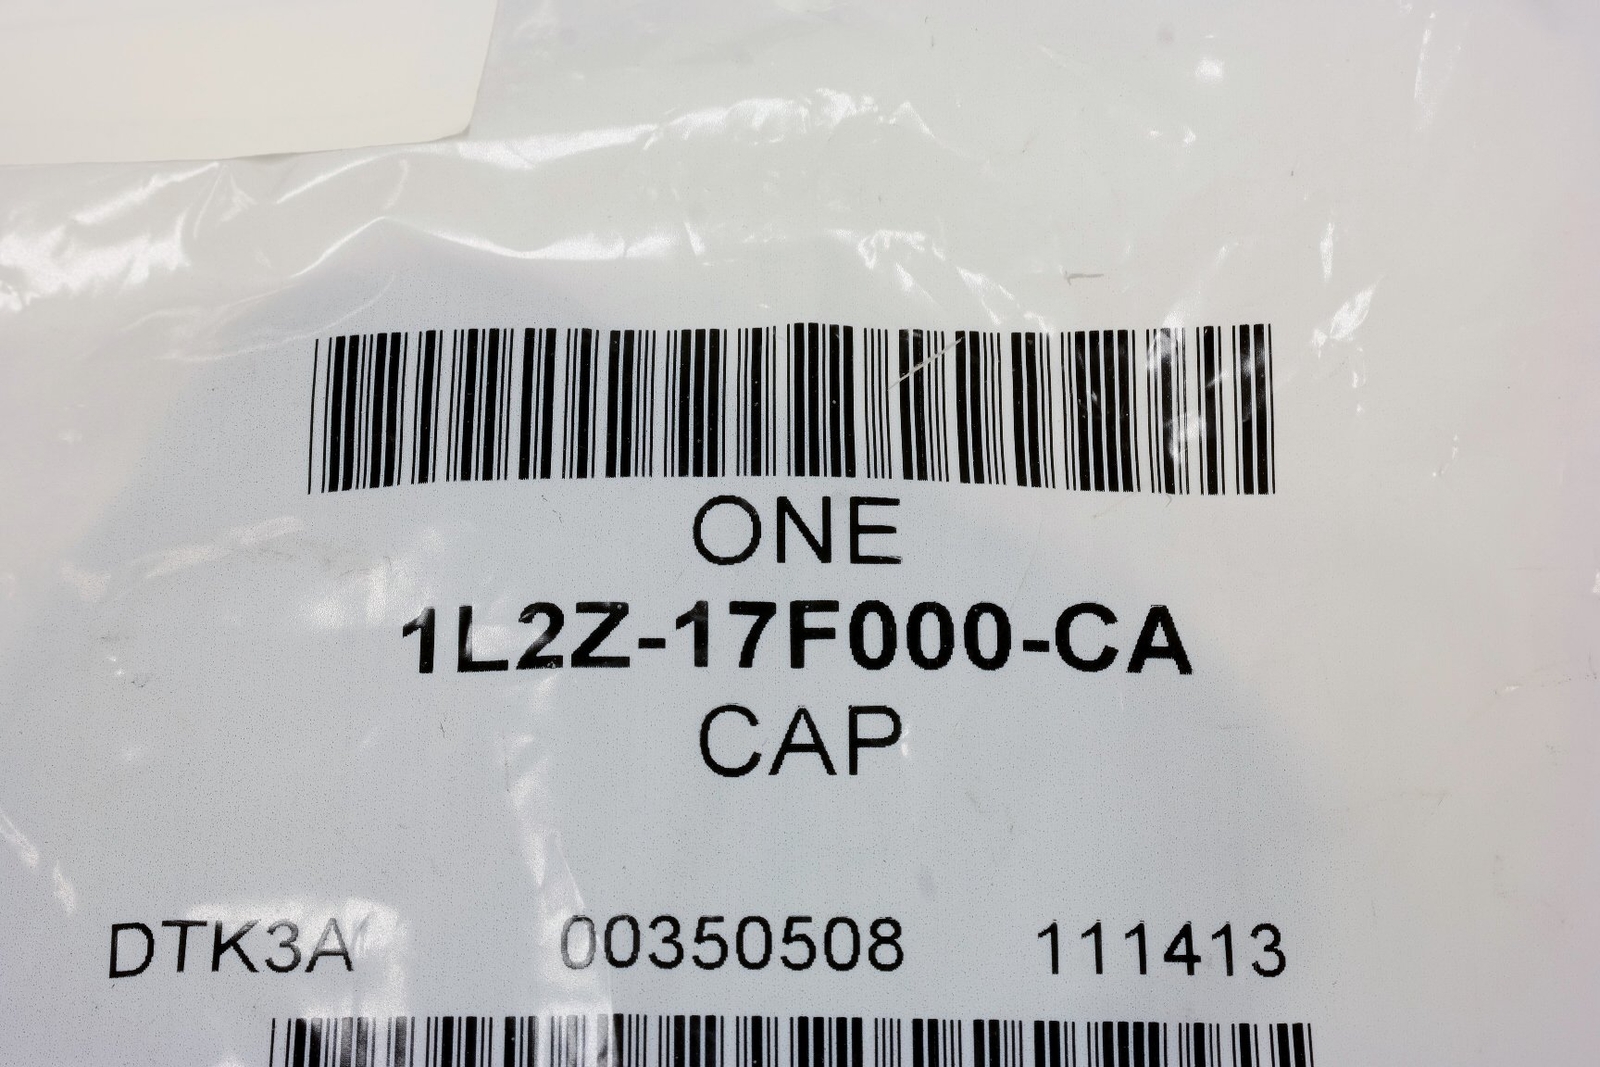 ONE
1L2Z-17F000-CA
CAP
DTK3A 00350508 111413